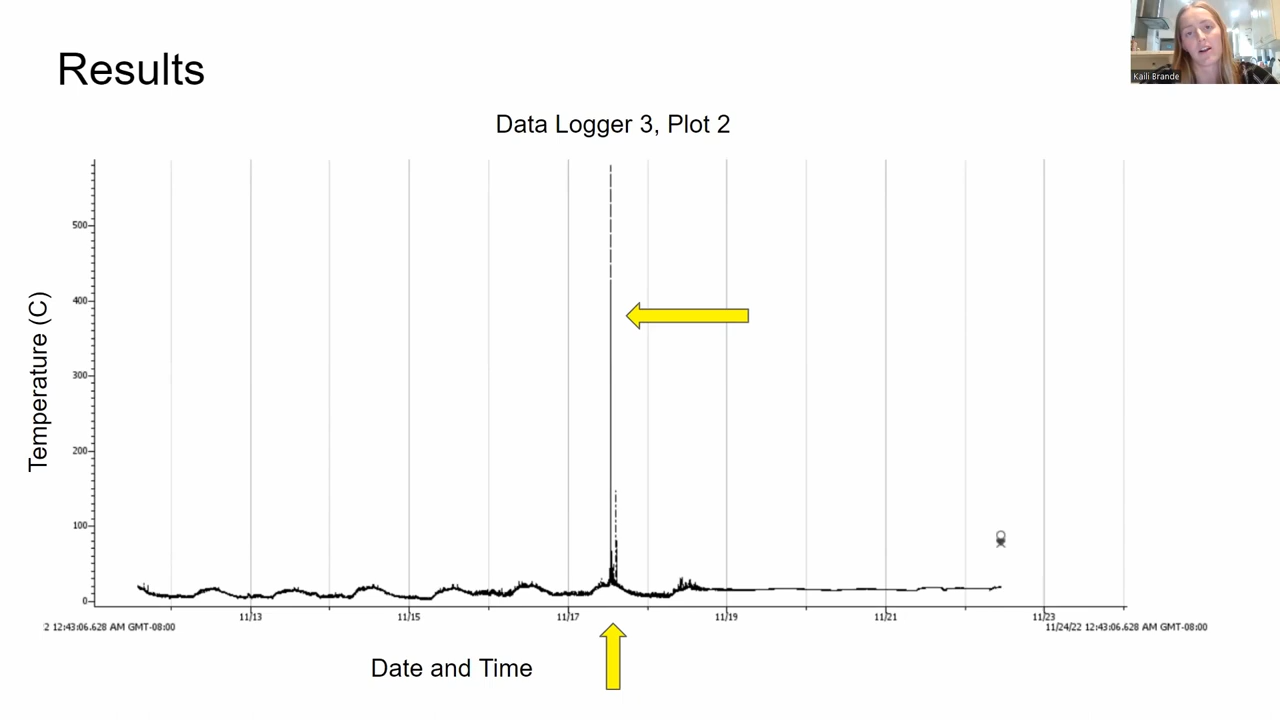 Kaili Brande
Results
Data Logger 3, Plot 2
Temperature (C)
500
400
300
200
100
0
11/13
11/15
11/17
11/19
11/21
11/23
2 12:43:06.628 AM GMT-08:00
11/24/22 12:43:06.628 AM GMT-08:00
Date and Time